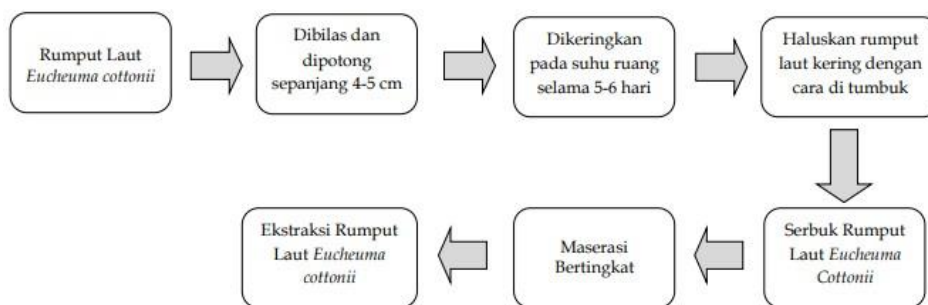 Rumput Laut
Eucheuma cottonii
Dibilas dan
dipotong
sepanjang 4-5 cm
Dikeringkan
pada suhu ruang
selama 5-6 hari
Haluskan rumput
laut kering dengan
cara di tumbuk
Serbuk Rumput
Laut Eucheuma
Cottonii
Maserasi
Bertingkat
Ekstraksi Rumput
Laut Eucheuma
cottonii